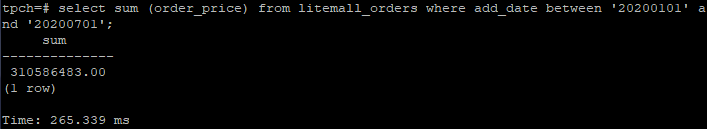 tpch=# select sum (order_price) from litemall_orders where add_date between '20200101' a
nd '20200701';
     sum
--------------
 310586483.00
(1 row)

Time: 265.339 ms